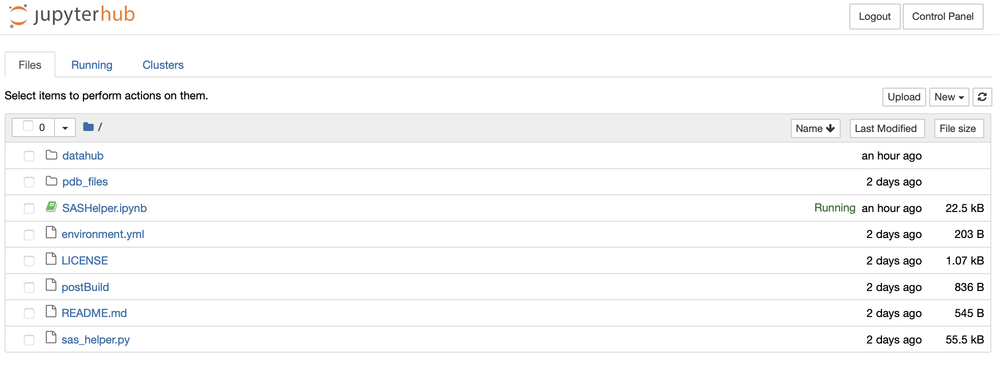 jupyterhub Logout Control Panel
Files Running Clusters
Select items to perform actions on them. Upload New
0 / Name Last Modified File size
datahub an hour ago
pdb_files 2 days ago
SASHelper.ipynb Running an hour ago 22.5 kB
environment.yml 2 days ago 203 B
LICENSE 2 days ago 1.07 kB
postBuild 2 days ago 836 B
README.md 2 days ago 545 B
sas_helper.py 2 days ago 55.5 kB